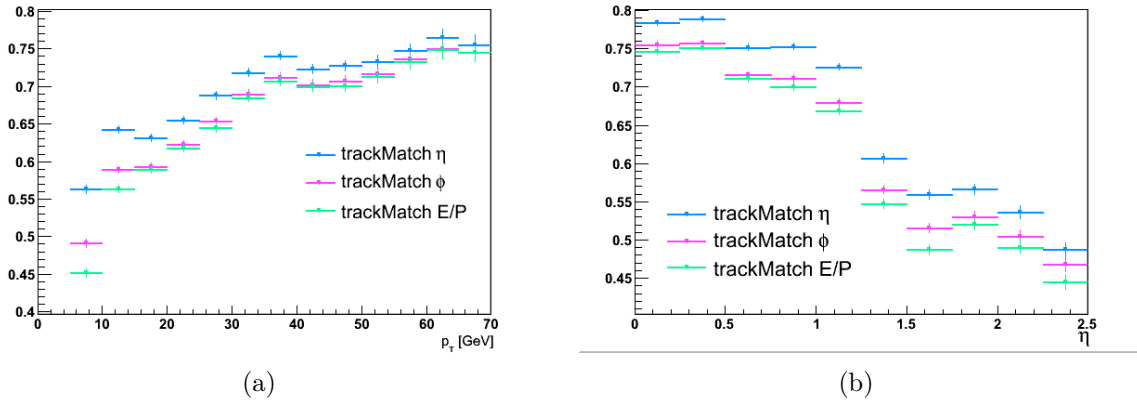 0.8
0.75
0.7
0.65
0.6
0.55
0.5
0.45
0.4
0 10 20 30 40 50 60 70
p_T [GeV]
trackMatch η
trackMatch ϕ
trackMatch E/P
(a)
0.8
0.75
0.7
0.65
0.6
0.55
0.5
0.45
0 0.5 1 1.5 2 2.5
η
trackMatch η
trackMatch ϕ
trackMatch E/P
(b)